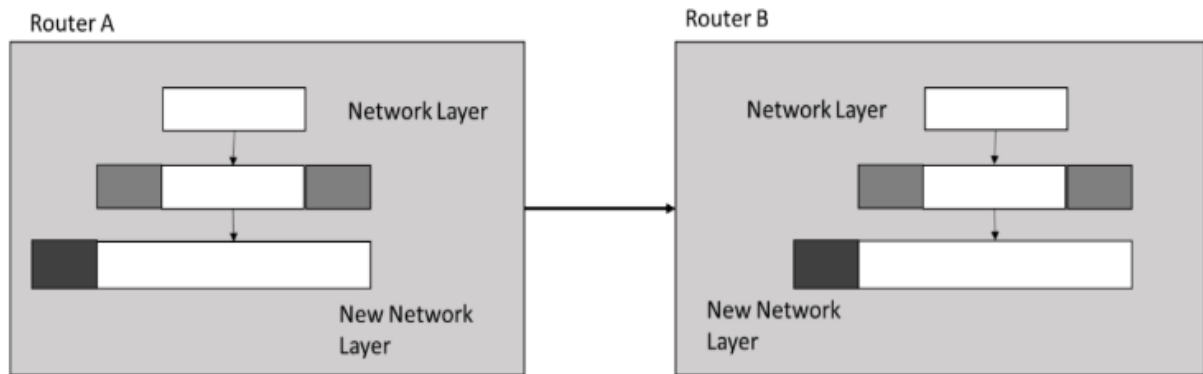 Router A
Router B
Network Layer
Network Layer
New Network
Layer
New Network
Layer